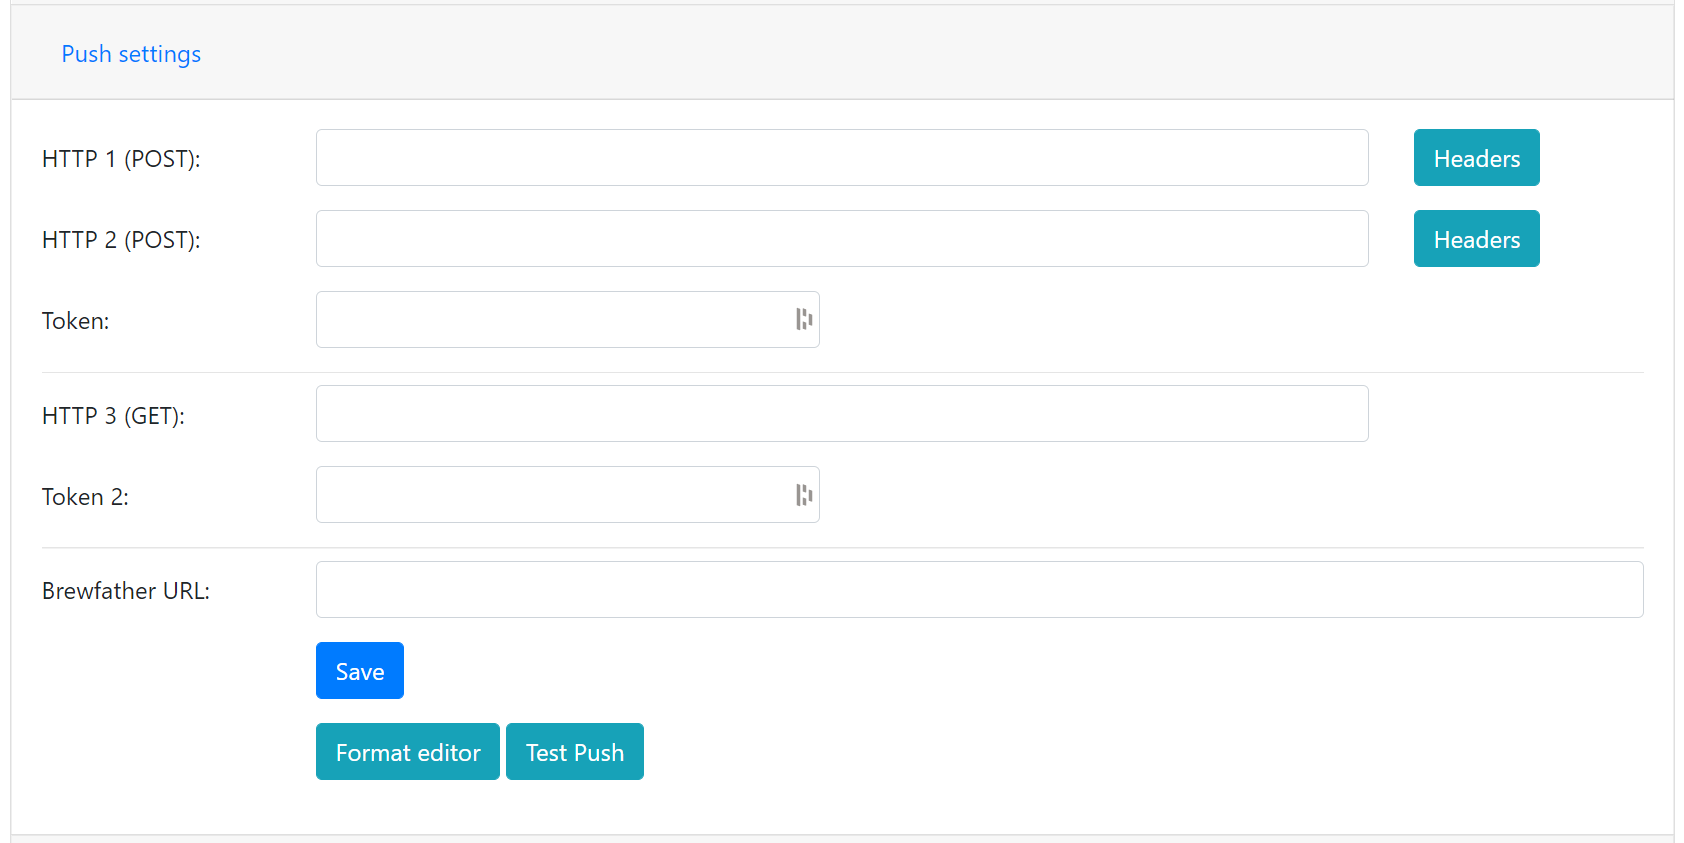 Push settings
HTTP 1 (POST):
Headers
HTTP 2 (POST):
Headers
Token:
HTTP 3 (GET):
Token 2:
Brewfather URL:
Save
Format editor
Test Push